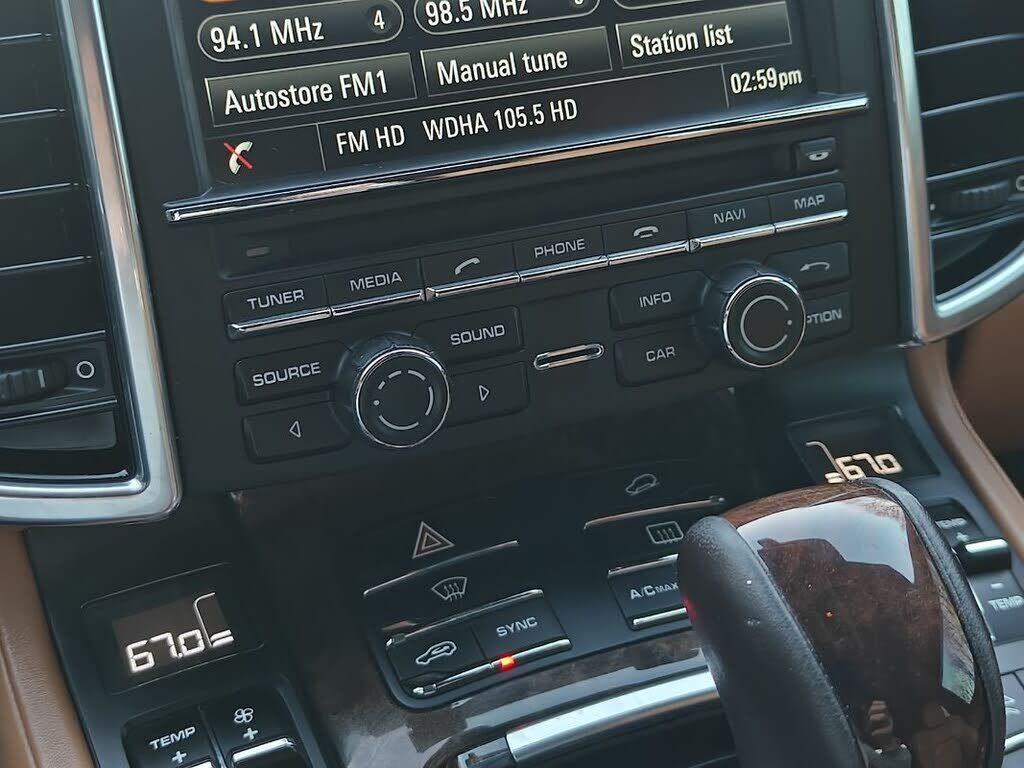 94.1 MHz 4
98.5 MHz
Autostore FM1
Manual tune
Station list
FM HD WDHA 105.5 HD
02:59pm
TUNER
MEDIA
PHONE
NAVI
MAP
SOURCE
SOUND
INFO
CAR
67.0
67.0
SYNC
A/C MAX
TEMP
+
+
TEMP